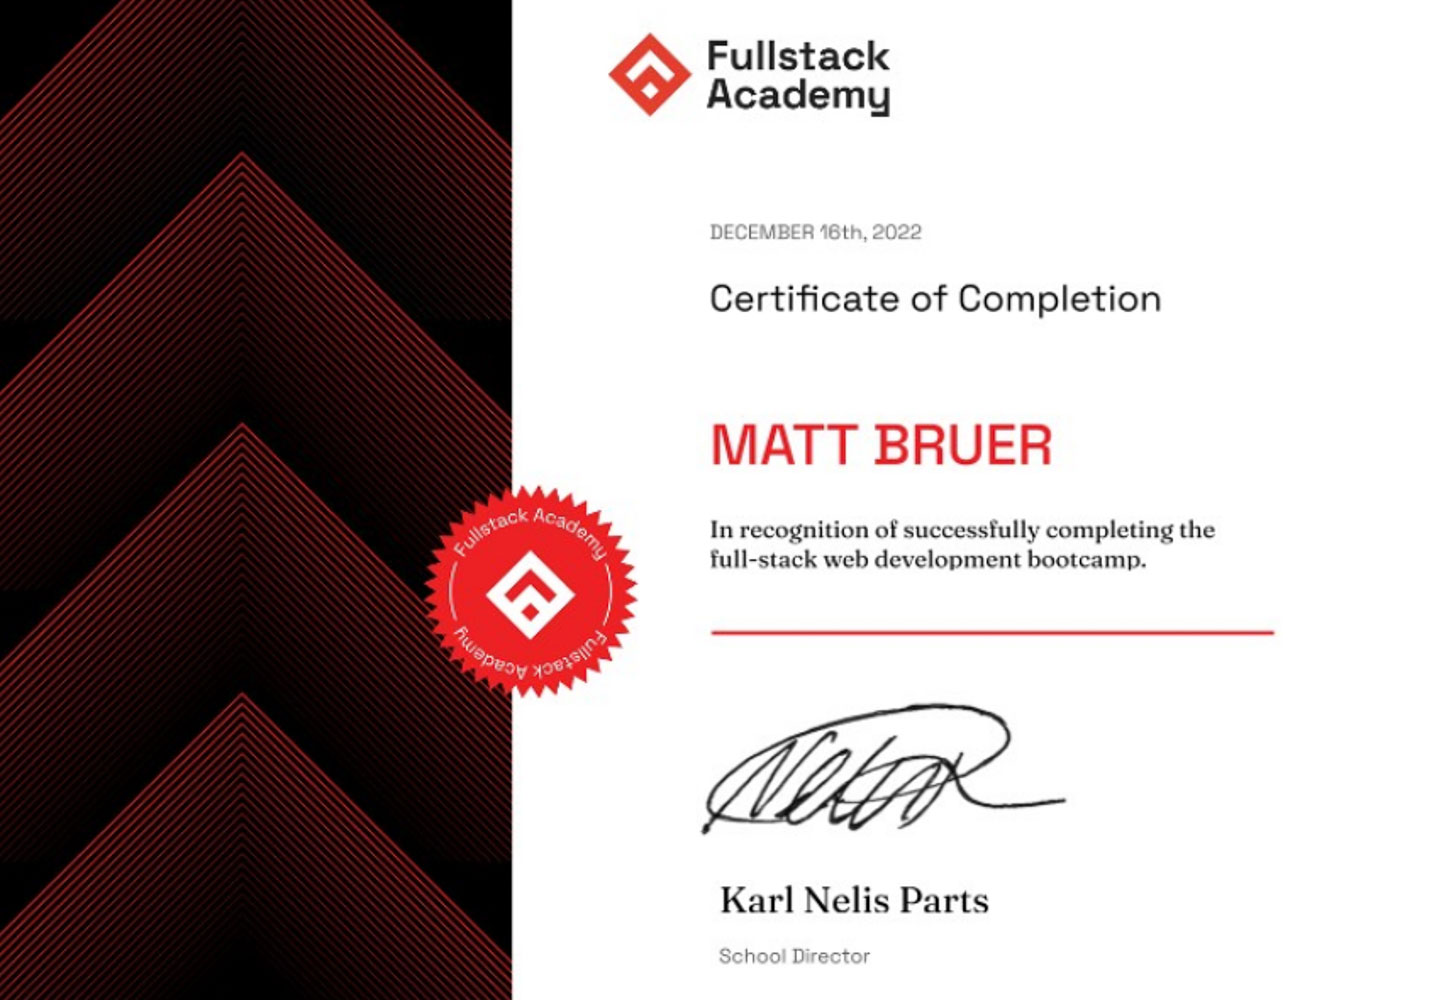 Fullstack
Academy
DECEMBER 16th, 2022
Certificate of Completion
MATT BRUER
In recognition of successfully completing the
full-stack web development bootcamp.
Fullstack Academy
Fullstack Academy
Karl Nelis Parts
School Director